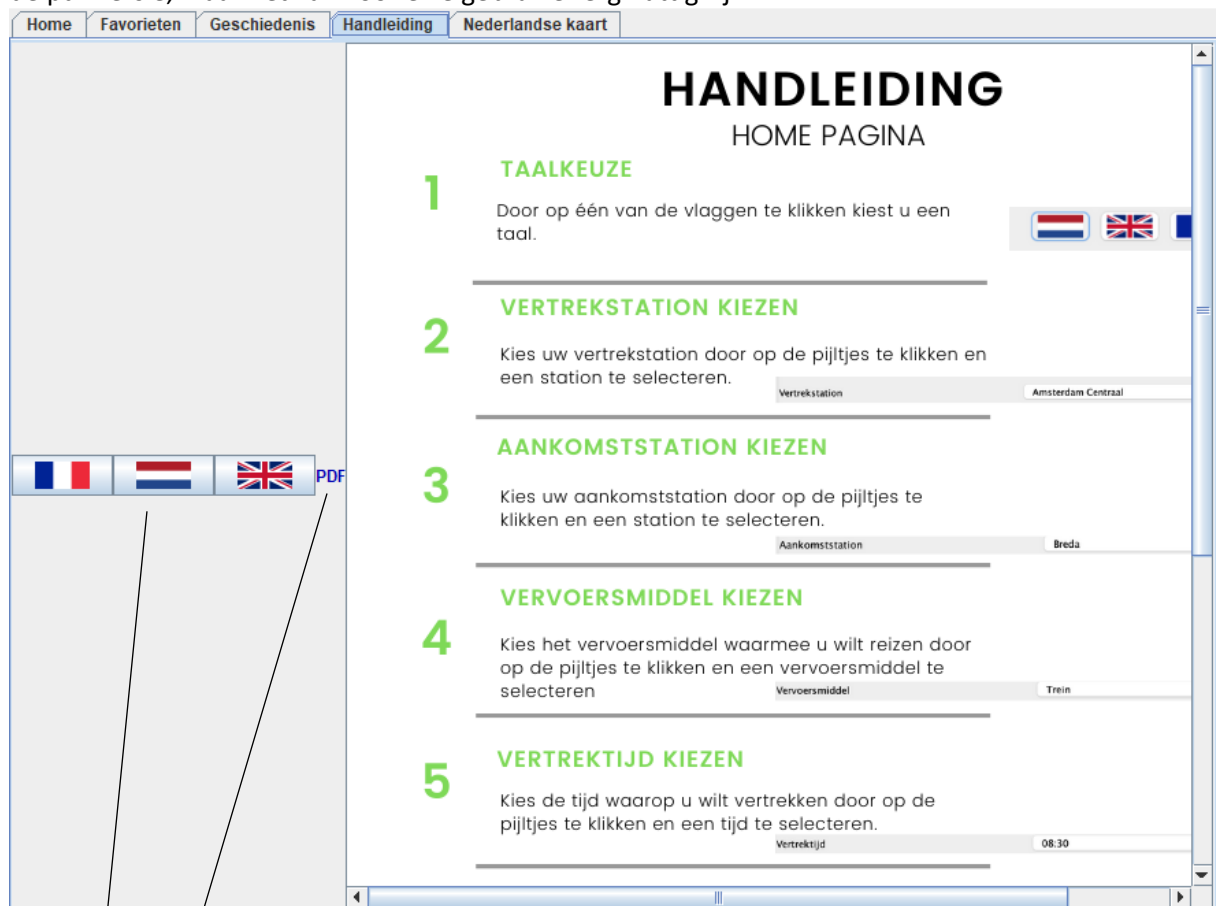 Home Favorieten Geschiedenis Handleiding Nederlandse kaart
HANDLEIDING
HOME PAGINA
1
TAALKEUZE
Door op één van de vlaggen te klikken kiest u een
taal.
2
VERTREKSTATION KIEZEN
Kies uw vertrekstation door op de pijltjes te klikken en
een station te selecteren.
Vertrekstation Amsterdam Centraal
3
AANKOMSTSTATION KIEZEN
Kies uw aankomststation door op de pijltjes te
klikken en een station te selecteren.
Aankomststation Breda
PDF
4
VERVOERSMIDDEL KIEZEN
Kies het vervoersmiddel waarmee u wilt reizen door
op de pijltjes te klikken en een vervoersmiddel te
selecteren
Vervoersmiddel Trein
5
VERTREKTIJD KIEZEN
Kies de tijd waarop u wilt vertrekken door op de
pijltjes te klikken en een tijd te selecteren.
Vertrektijd 08:30